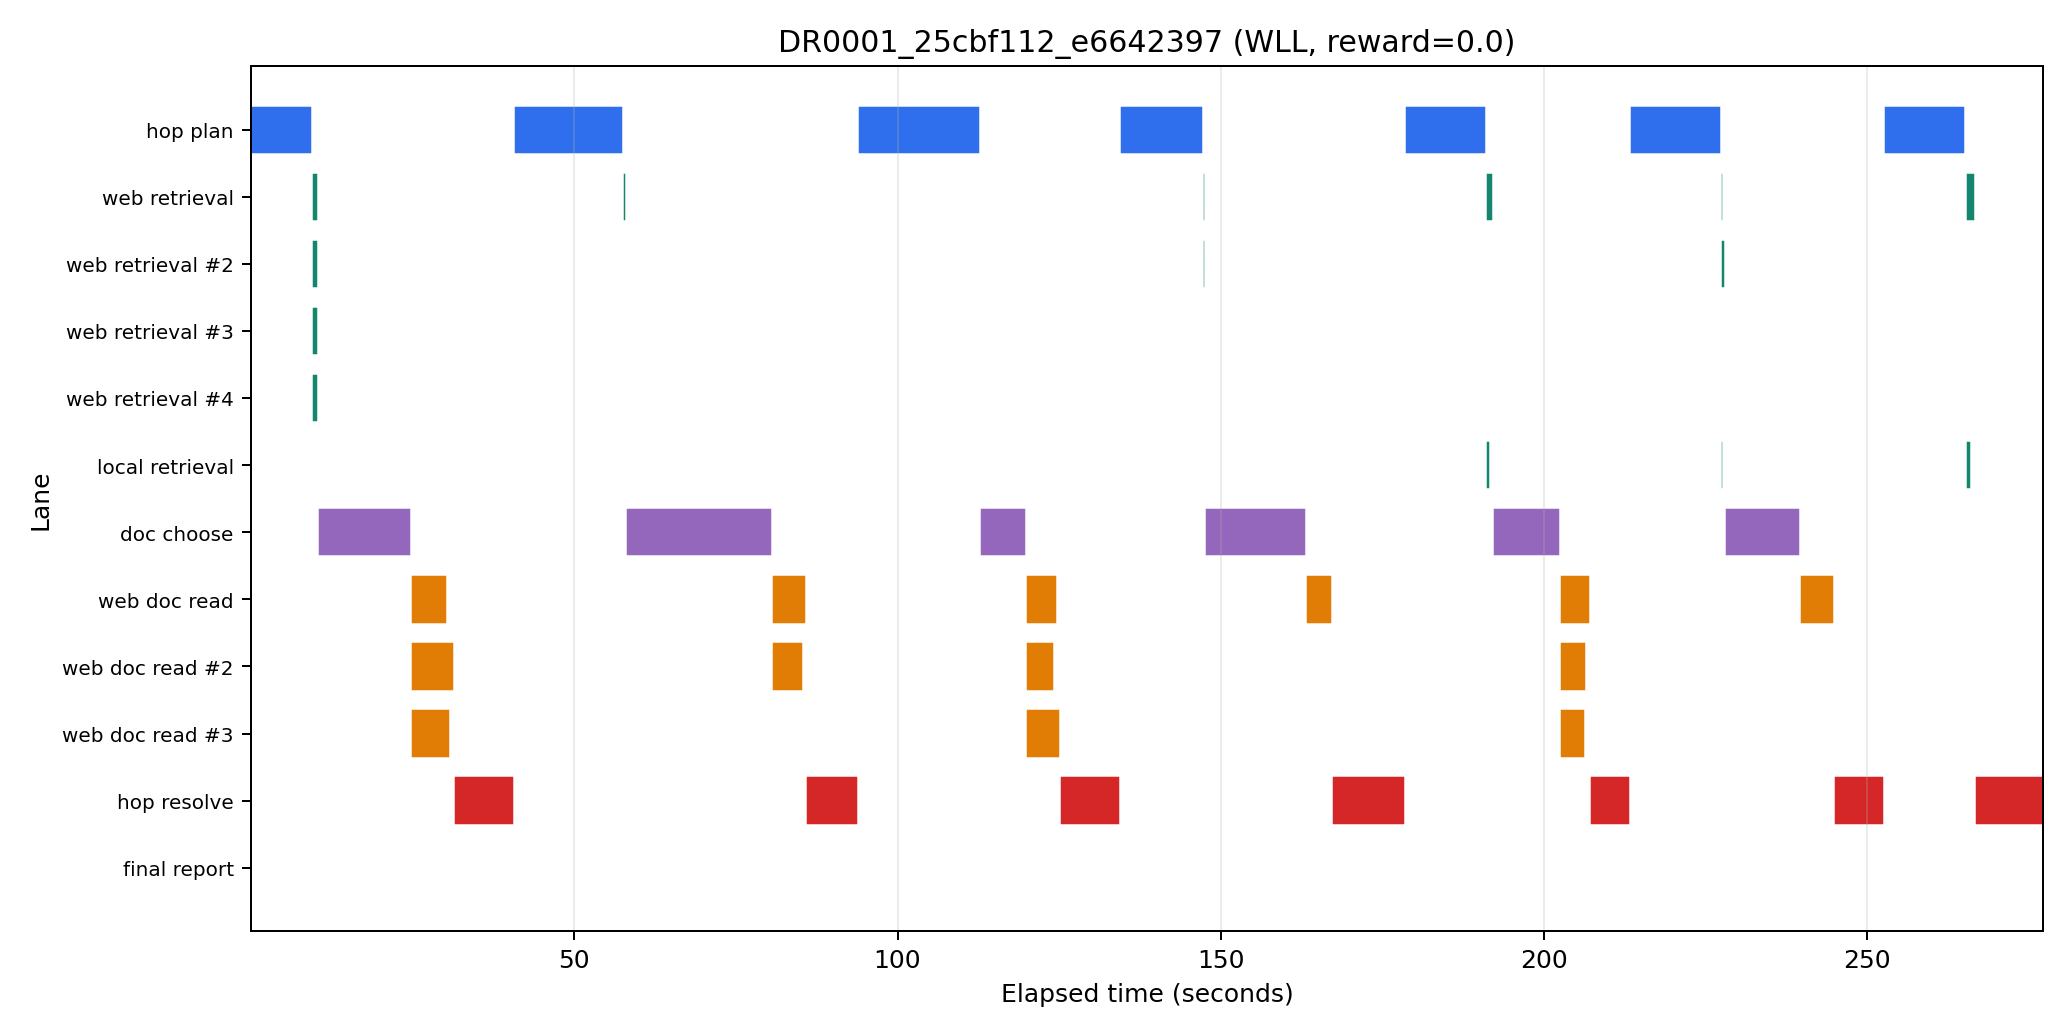 DR0001_25cbf112_e6642397 (WLL, reward=0.0)
Lane
hop plan
web retrieval
web retrieval #2
web retrieval #3
web retrieval #4
local retrieval
doc choose
web doc read
web doc read #2
web doc read #3
hop resolve
final report
50
100
150
200
250
Elapsed time (seconds)